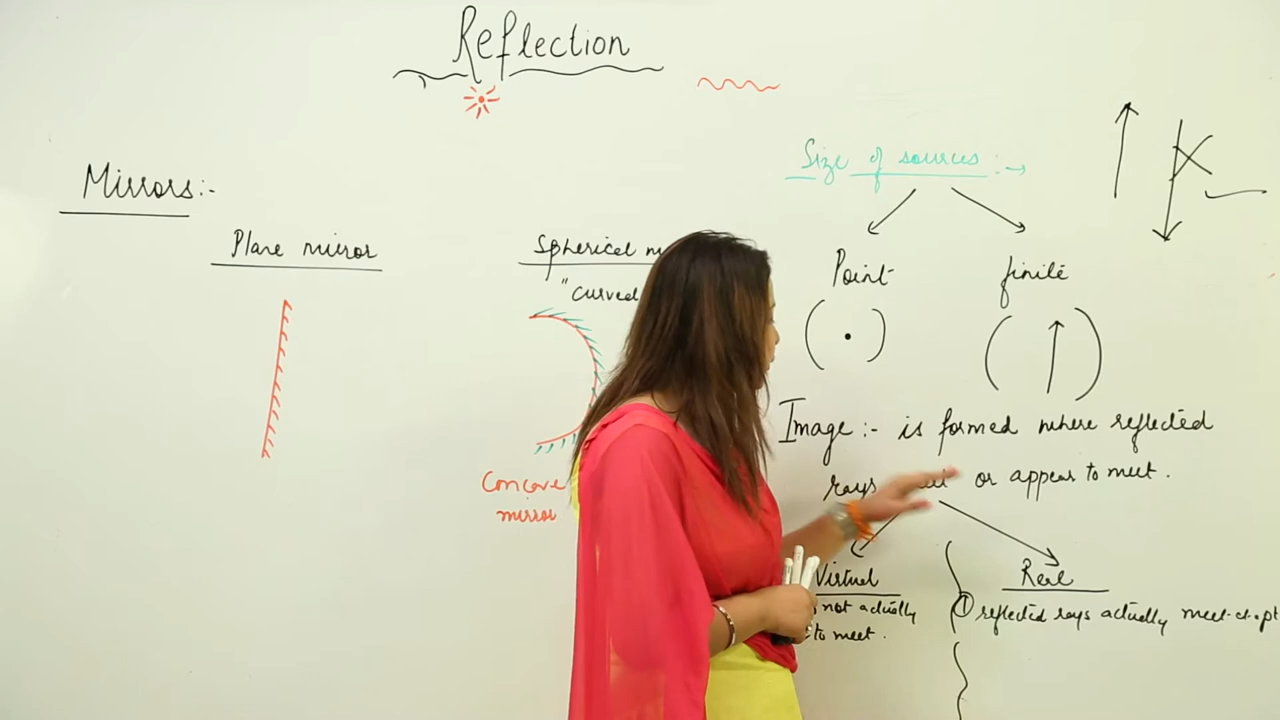 Reflection
Mirrors:-
Plane mirror
Spherical
"curved
Concave
mirror
Size of sources :→
Point
finite
Image :- is formed where reflected
rays or appear to meet.
Virtual
not actually
to meet.
Real
① reflected rays actually meet at a pt